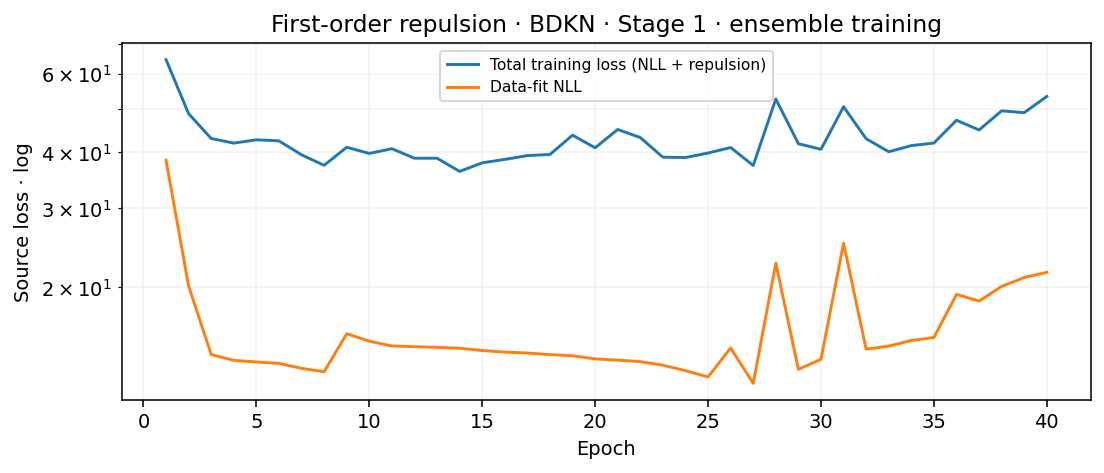 First-order repulsion · BDKN · Stage 1 · ensemble training
Total training loss (NLL + repulsion)
Data-fit NLL
Source loss · log
6 × 10¹
4 × 10¹
3 × 10¹
2 × 10¹
0 5 10 15 20 25 30 35 40
Epoch